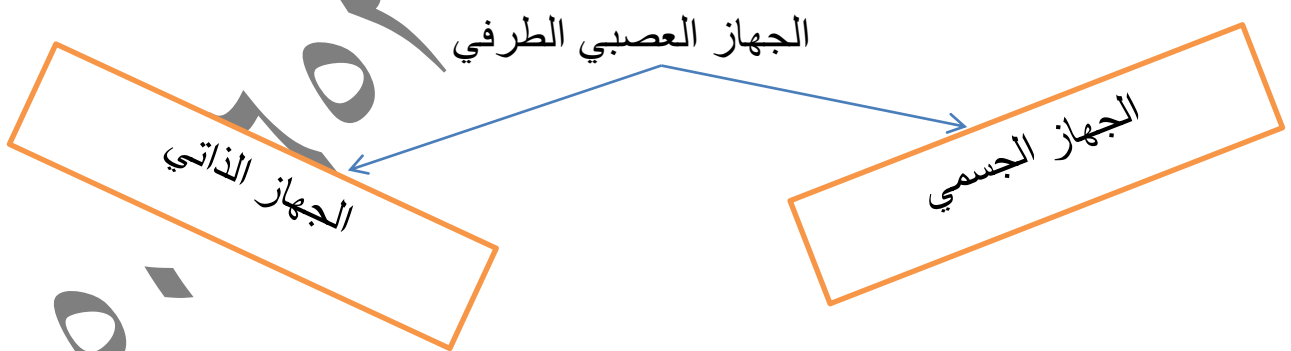 الجهاز العصبي الطرفي
الجهاز الجسمي
الجهاز الذاتي